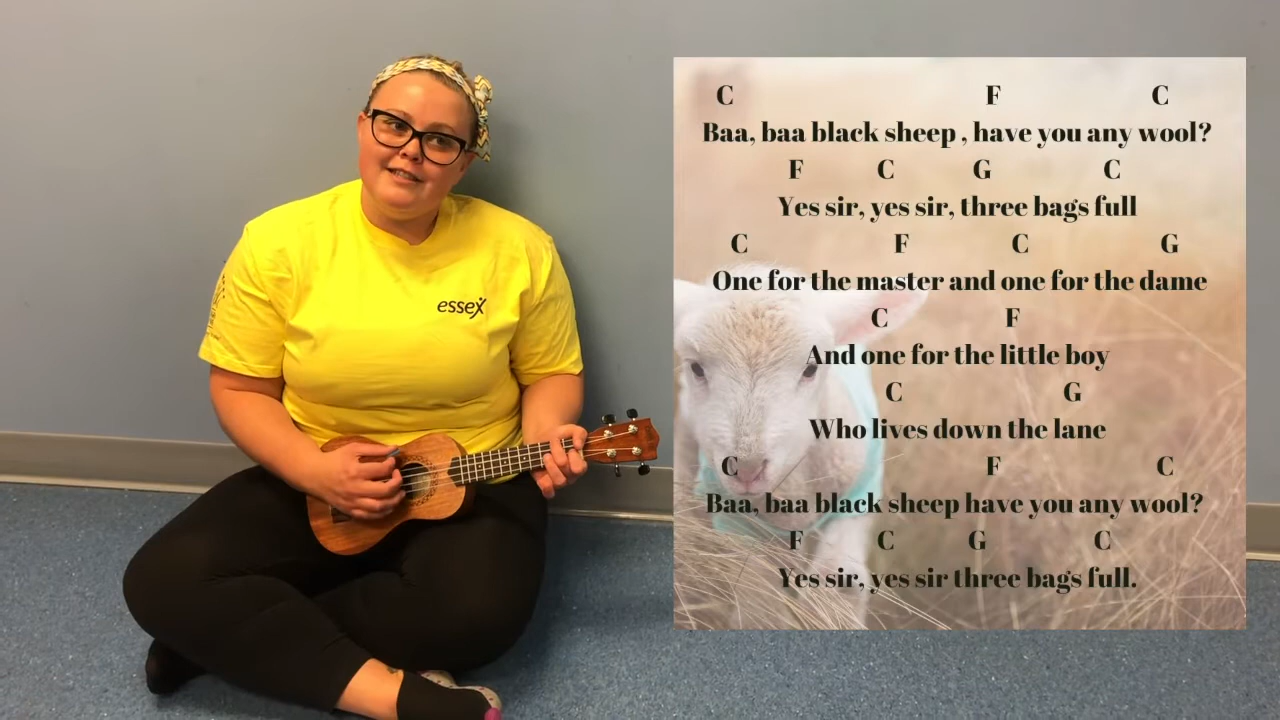 essex
C F C
Baa, baa black sheep , have you any wool?
F C G C
Yes sir, yes sir, three bags full
C F C G
One for the master and one for the dame
C F
And one for the little boy
C G
Who lives down the lane
C F C
Baa, baa black sheep have you any wool?
F C G C
Yes sir, yes sir three bags full.